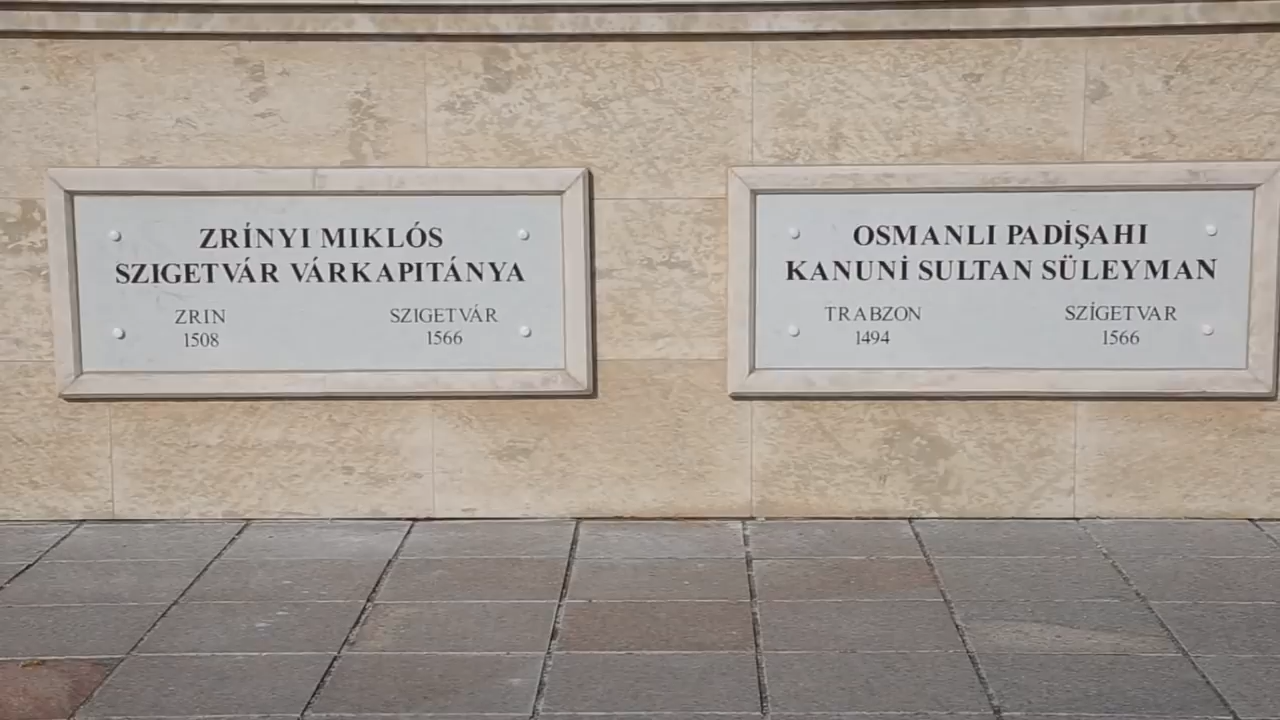 ZRÍNYI MIKLÓS
SZIGETVÁR VÁRKAPITÁNYA
ZRIN SZIGETVÁR
1508 1566
OSMANLI PADİŞAHI
KANUNİ SULTAN SÜLEYMAN
TRABZON SZİGETVAR
1494 1566